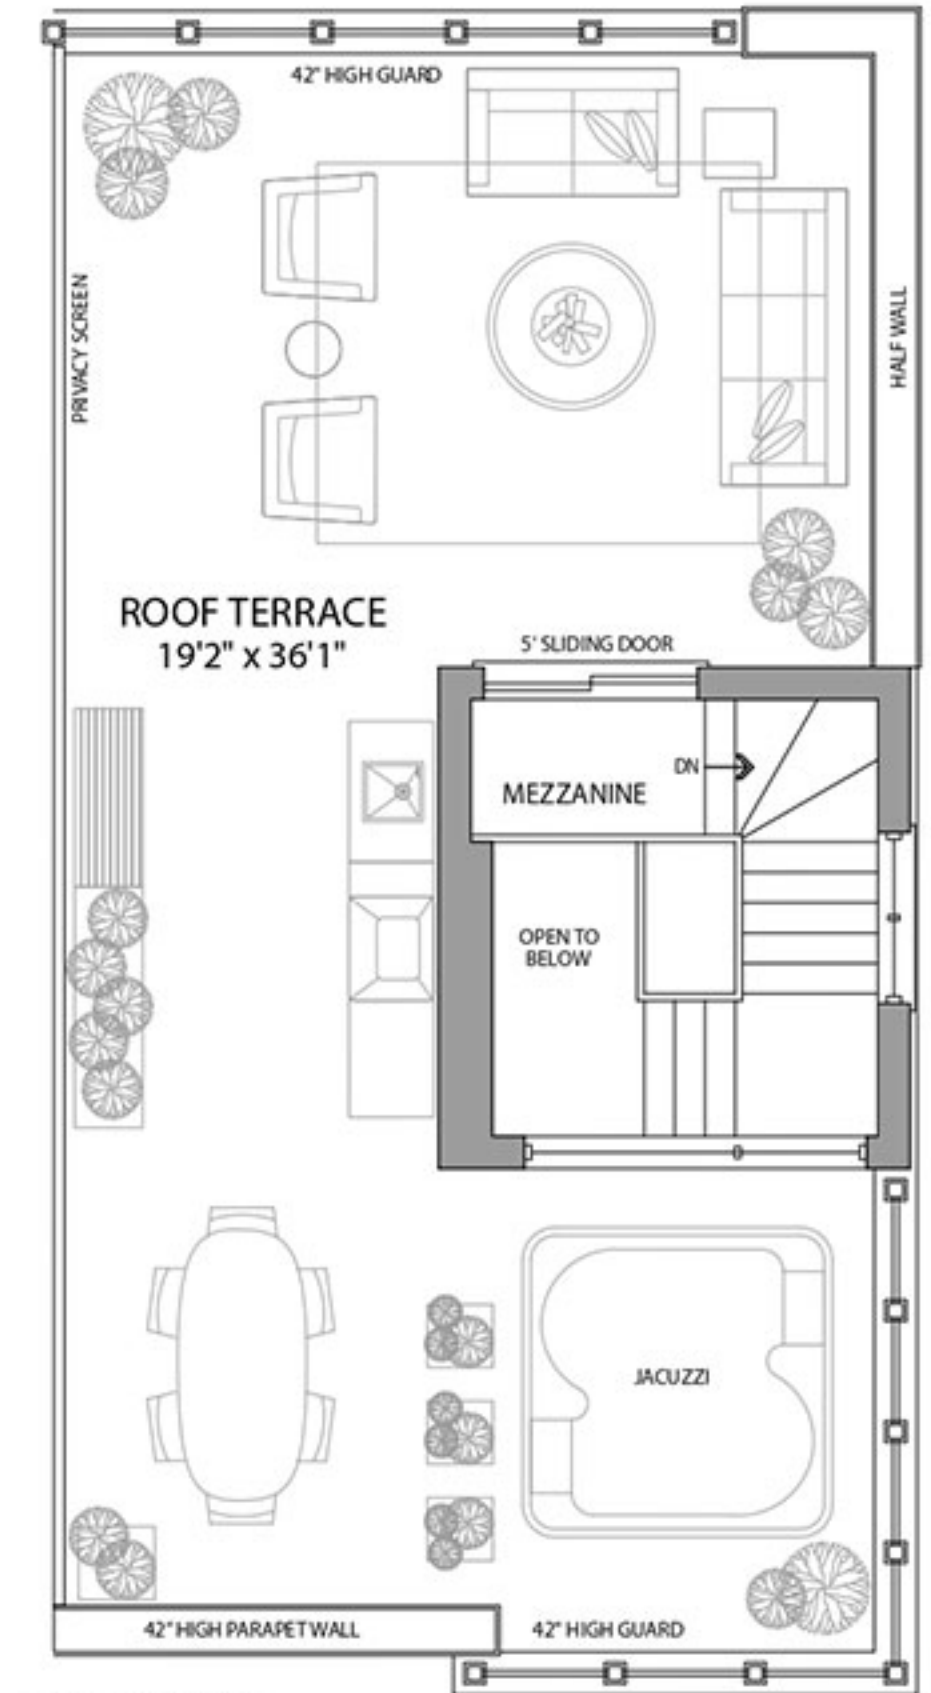 42" HIGH GUARD
PRIVACY SCREEN
HALF WALL
ROOF TERRACE
19'2" x 36'1"
5' SLIDING DOOR
DN
MEZZANINE
OPEN TO
BELOW
JACUZZI
42" HIGH PARAPET WALL
42" HIGH GUARD